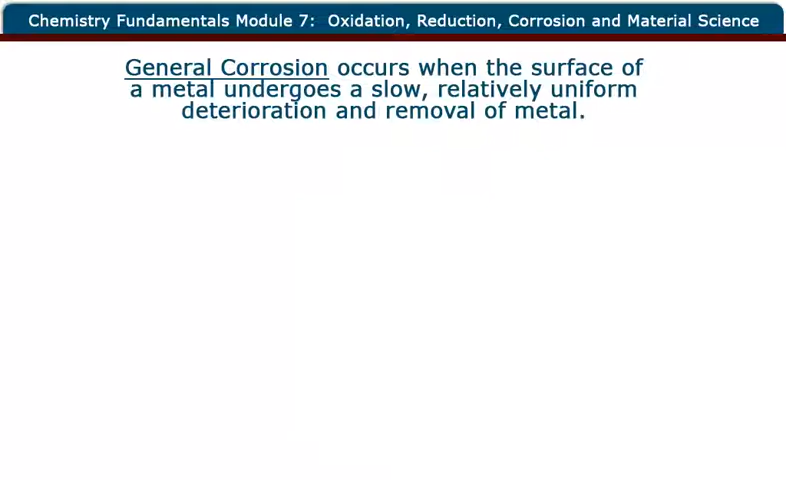 Chemistry Fundamentals Module 7:  Oxidation, Reduction, Corrosion and Material Science
General Corrosion occurs when the surface of
a metal undergoes a slow, relatively uniform
deterioration and removal of metal.